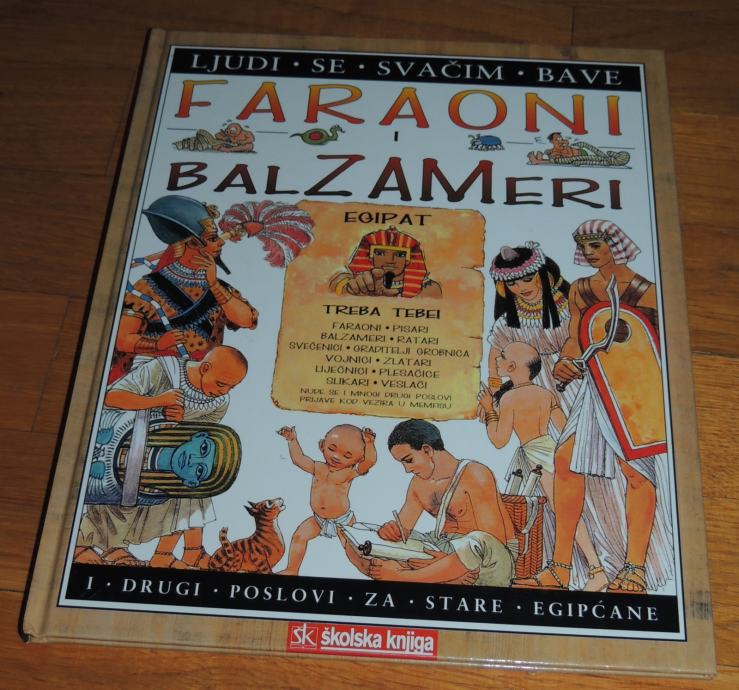 LJUDI · SE · SVAČIM · BAVE
FARAONI
I
BALZAMERI
EGIPAT
TREBA TEBE!
FARAONI · PISARI
BALZAMERI · RATARI
SVEĆENICI · GRADITELJI GROBNICA
VOJNICI · ZLATARI
LIJEČNICI · PLESAČICE
SLIKARI · VESLAČI
NUDE SE I MNOGI DRUGI POSLOVI
PRIJAVE KOD VEZIRA U MEMFISU
I · DRUGI · POSLOVI · ZA · STARE · EGIPĆANE
šk školska knjiga